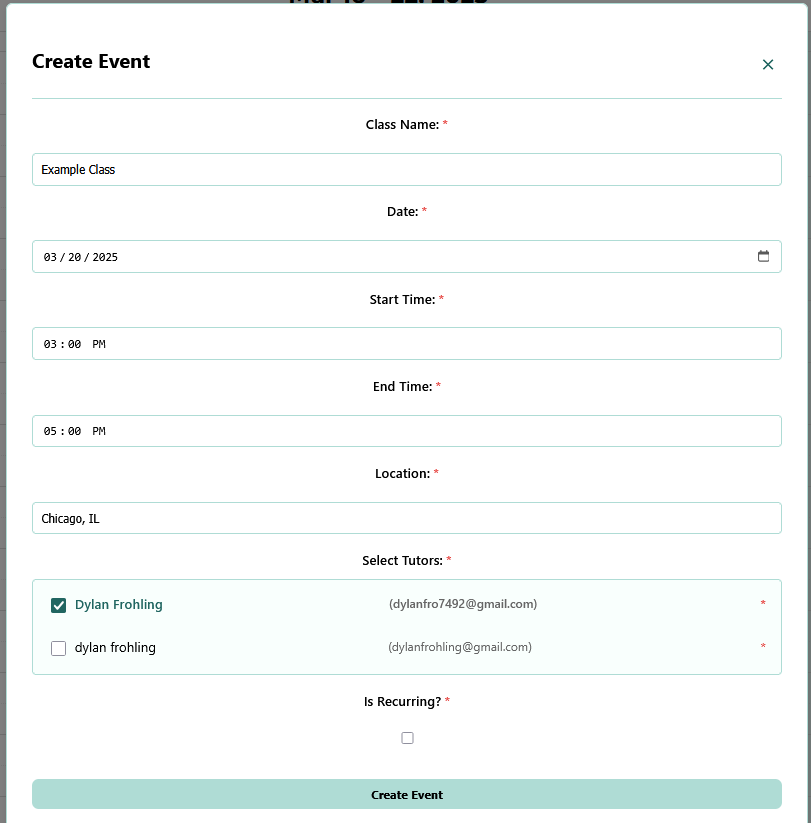 Create Event
Class Name: *
Example Class
Date: *
03 / 20 / 2025
Start Time: *
03 : 00 PM
End Time: *
05 : 00 PM
Location: *
Chicago, IL
Select Tutors: *
Dylan Frohling (dylanfro7492@gmail.com) *
dylan frohling (dylanfrohling@gmail.com) *
Is Recurring? *
Create Event